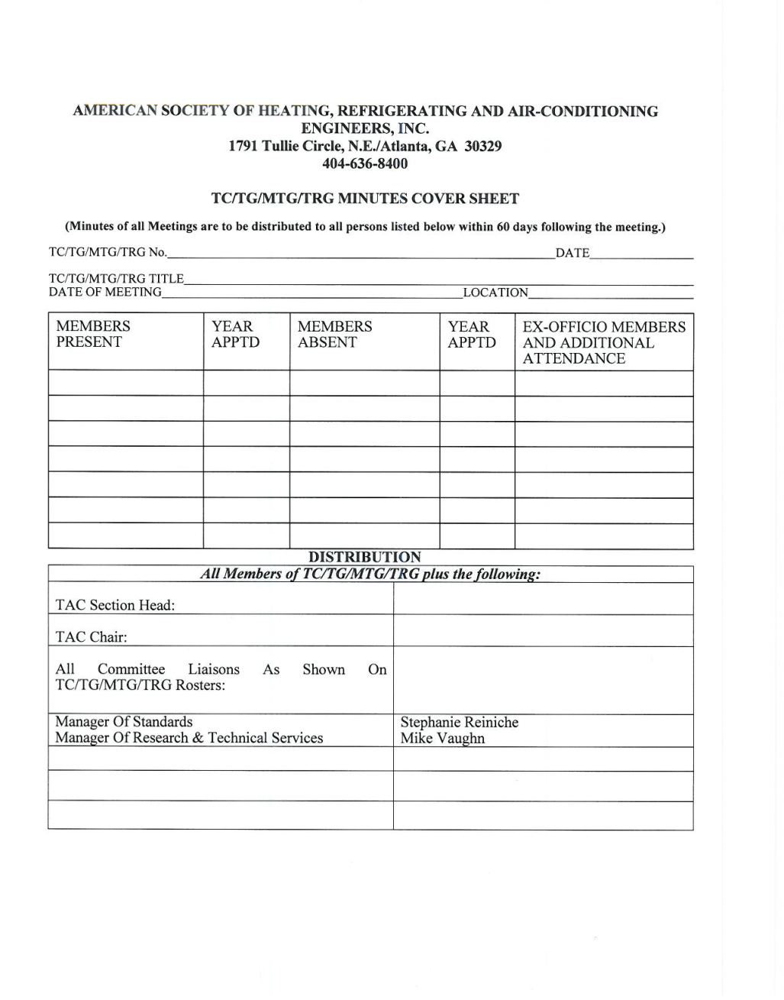 AMERICAN SOCIETY OF HEATING, REFRIGERATING AND AIR-CONDITIONING
ENGINEERS, INC.
1791 Tullie Circle, N.E./Atlanta, GA 30329
404-636-8400
TC/TG/MTG/TRG MINUTES COVER SHEET
(Minutes of all Meetings are to be distributed to all persons listed below within 60 days following the meeting.)
TC/TG/MTG/TRG No. DATE
TC/TG/MTG/TRG TITLE
DATE OF MEETING LOCATION
MEMBERS PRESENT
YEAR APPTD
MEMBERS ABSENT
YEAR APPTD
EX-OFFICIO MEMBERS AND ADDITIONAL ATTENDANCE
DISTRIBUTION
All Members of TC/TG/MTG/TRG plus the following:
TAC Section Head:
TAC Chair:
All Committee Liaisons As Shown On
TC/TG/MTG/TRG Rosters:
Manager Of Standards Stephanie Reiniche
Manager Of Research & Technical Services Mike Vaughn